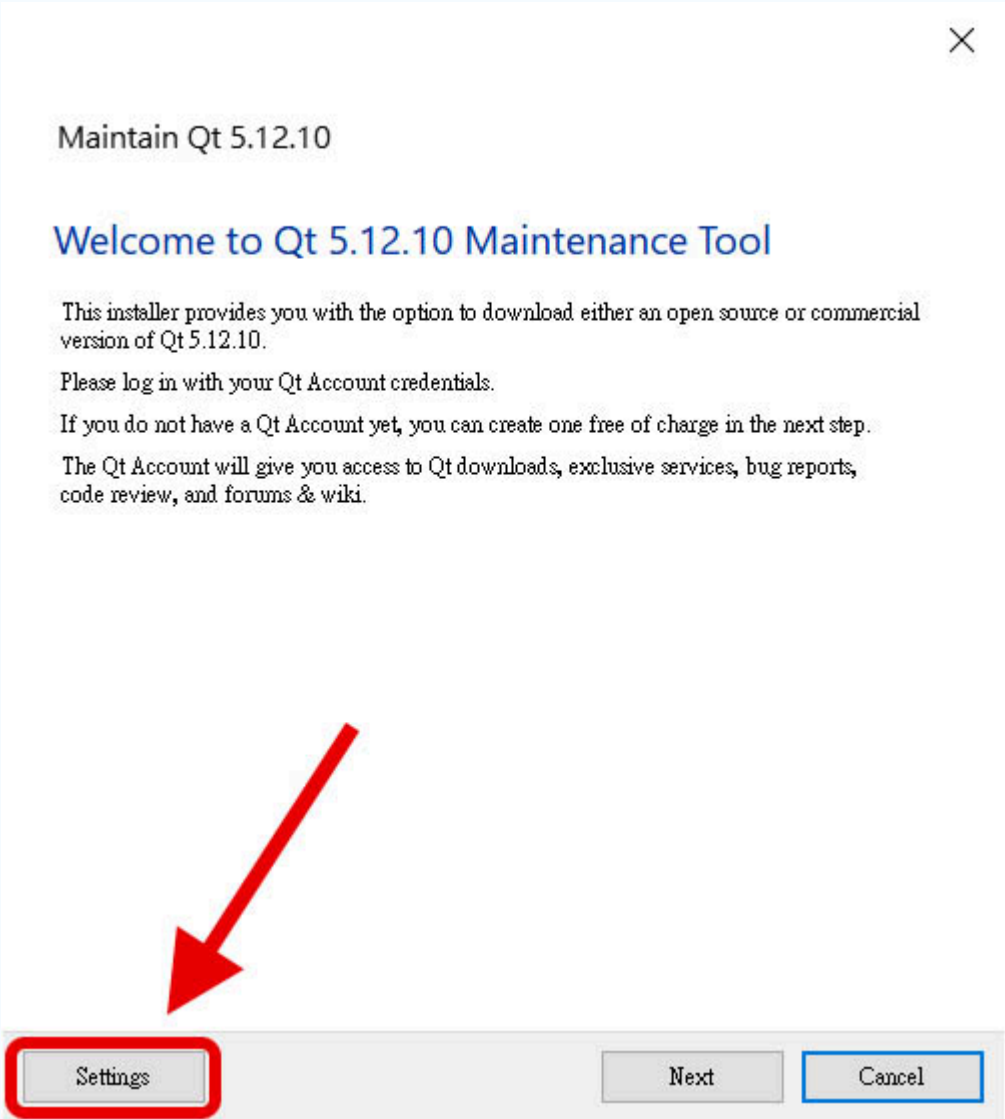 Maintain Qt 5.12.10
Welcome to Qt 5.12.10 Maintenance Tool
This installer provides you with the option to download either an open source or commercial
version of Qt 5.12.10.
Please log in with your Qt Account credentials.
If you do not have a Qt Account yet, you can create one free of charge in the next step.
The Qt Account will give you access to Qt downloads, exclusive services, bug reports,
code review, and forums & wiki.
Settings
Next
Cancel